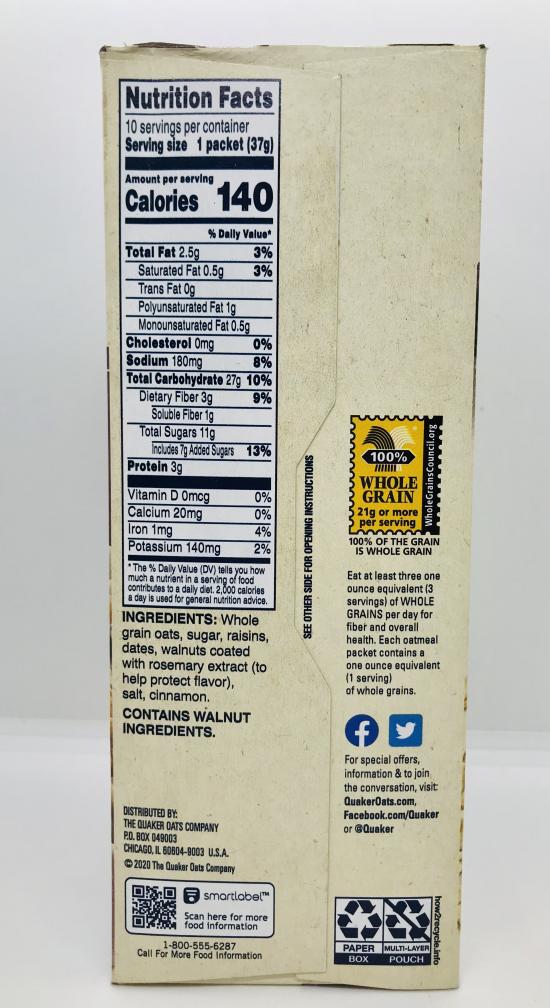 Nutrition Facts
10 servings per container
Serving size 1 packet (37g)
Amount per serving
Calories 140
% Daily Value*
Total Fat 2.5g 3%
Saturated Fat 0.5g 3%
Trans Fat 0g
Polyunsaturated Fat 1g
Monounsaturated Fat 0.5g
Cholesterol 0mg 0%
Sodium 180mg 8%
Total Carbohydrate 27g 10%
Dietary Fiber 3g 9%
Soluble Fiber 1g
Total Sugars 11g
Includes 7g Added Sugars 13%
Protein 3g
Vitamin D 0mcg 0%
Calcium 20mg 0%
Iron 1mg 4%
Potassium 140mg 2%
* The % Daily Value (DV) tells you how
much a nutrient in a serving of food
contributes to a daily diet. 2,000 calories
a day is used for general nutrition advice.
INGREDIENTS: Whole
grain oats, sugar, raisins,
dates, walnuts coated
with rosemary extract (to
help protect flavor),
salt, cinnamon.
CONTAINS WALNUT
INGREDIENTS.
DISTRIBUTED BY:
THE QUAKER OATS COMPANY
P.O. BOX 049003
CHICAGO, IL 60604-9003 U.S.A.
© 2020 The Quaker Oats Company
smartlabel™
Scan here for more
food information
1-800-555-6287
Call For More Food Information
SEE OTHER SIDE FOR OPENING INSTRUCTIONS
100%
WHOLE
GRAIN
21g or more
per serving
WholeGrainsCouncil.org
100% OF THE GRAIN
IS WHOLE GRAIN
Eat at least three one
ounce equivalent (3
servings) of WHOLE
GRAINS per day for
fiber and overall
health. Each oatmeal
packet contains a
one ounce equivalent
(1 serving)
of whole grains.
f
For special offers,
information & to join
the conversation, visit:
QuakerOats.com,
Facebook.com/Quaker
or @Quaker
PAPER
BOX
MULTI-LAYER
POUCH
how2recycle.info